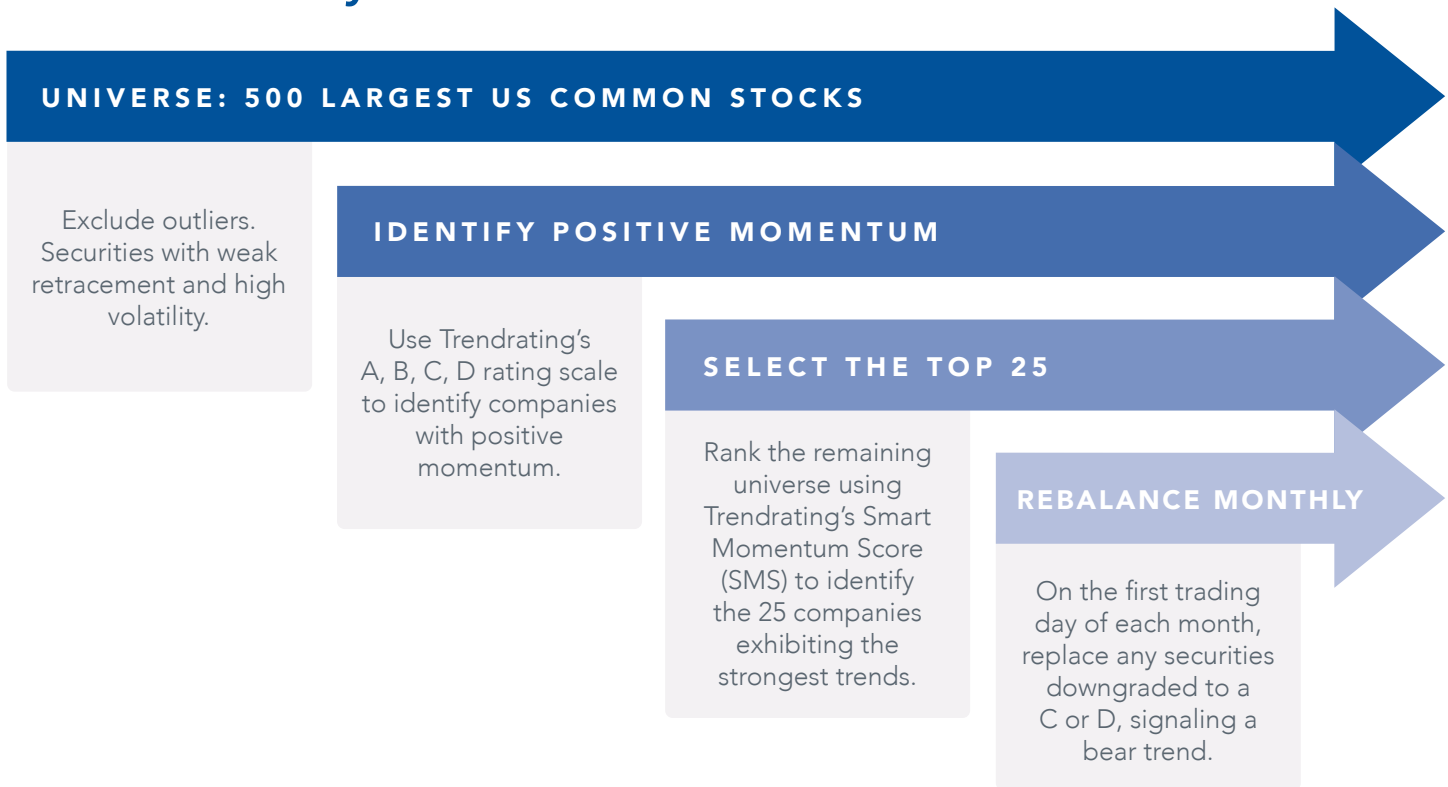 UNIVERSE: 500 LARGEST US COMMON STOCKS
Exclude outliers.
Securities with weak
retracement and high
volatility.
IDENTIFY POSITIVE MOMENTUM
Use Trendrating’s
A, B, C, D rating scale
to identify companies
with positive
momentum.
SELECT THE TOP 25
Rank the remaining
universe using
Trendrating’s Smart
Momentum Score
(SMS) to identify
the 25 companies
exhibiting the
strongest trends.
REBALANCE MONTHLY
On the first trading
day of each month,
replace any securities
downgraded to a
C or D, signaling a
bear trend.